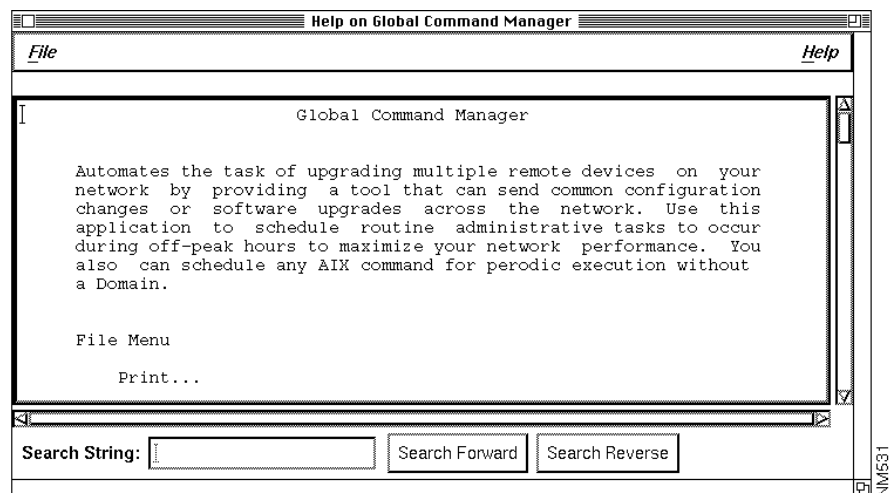 Help on Global Command Manager
File Help
Global Command Manager
Automates the task of upgrading multiple remote devices on your
network by providing a tool that can send common configuration
changes or software upgrades across the network. Use this
application to schedule routine administrative tasks to occur
during off-peak hours to maximize your network performance. You
also can schedule any AIX command for perodic execution without
a Domain.
File Menu
Print...
Search String: Search Forward Search Reverse
NM531